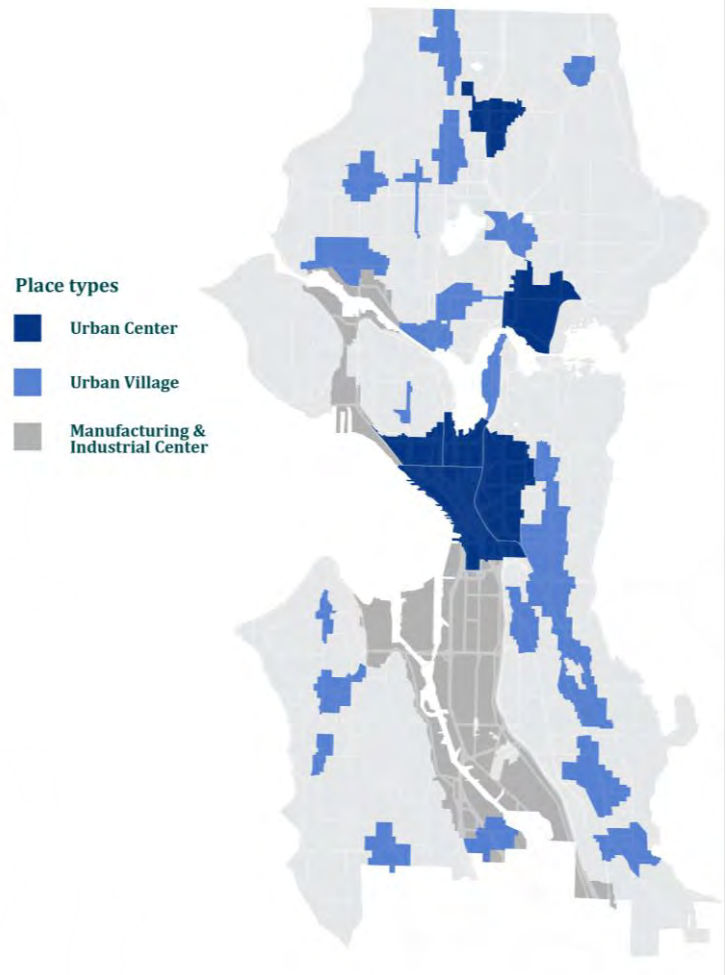 Place types
Urban Center
Urban Village
Manufacturing &
Industrial Center